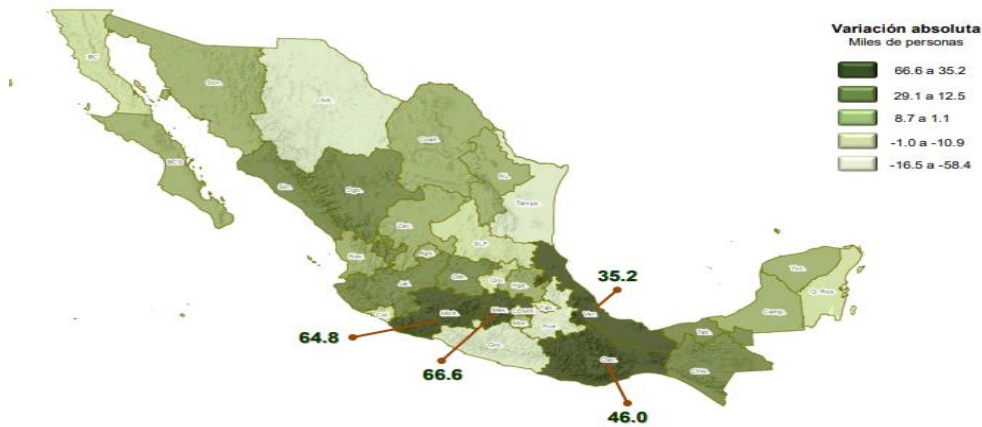 Variación absoluta
Miles de personas
66.6 a 35.2
29.1 a 12.5
8.7 a 1.1
-1.0 a -10.9
-16.5 a -58.4
BC
Son.
Chih.
BCS
Coah.
NL
Sin.
Dgo.
Tamps.
Zac.
SLP
Nay.
Ags.
35.2
Yuc.
Jal.
Gto.
Qro.
Hgo.
Q. Roo
Col.
Mich.
Mex.
CDMX
Ver.
Camp.
64.8
Mor.
Pue.
Tab.
Gro.
Oax.
Chis.
66.6
46.0